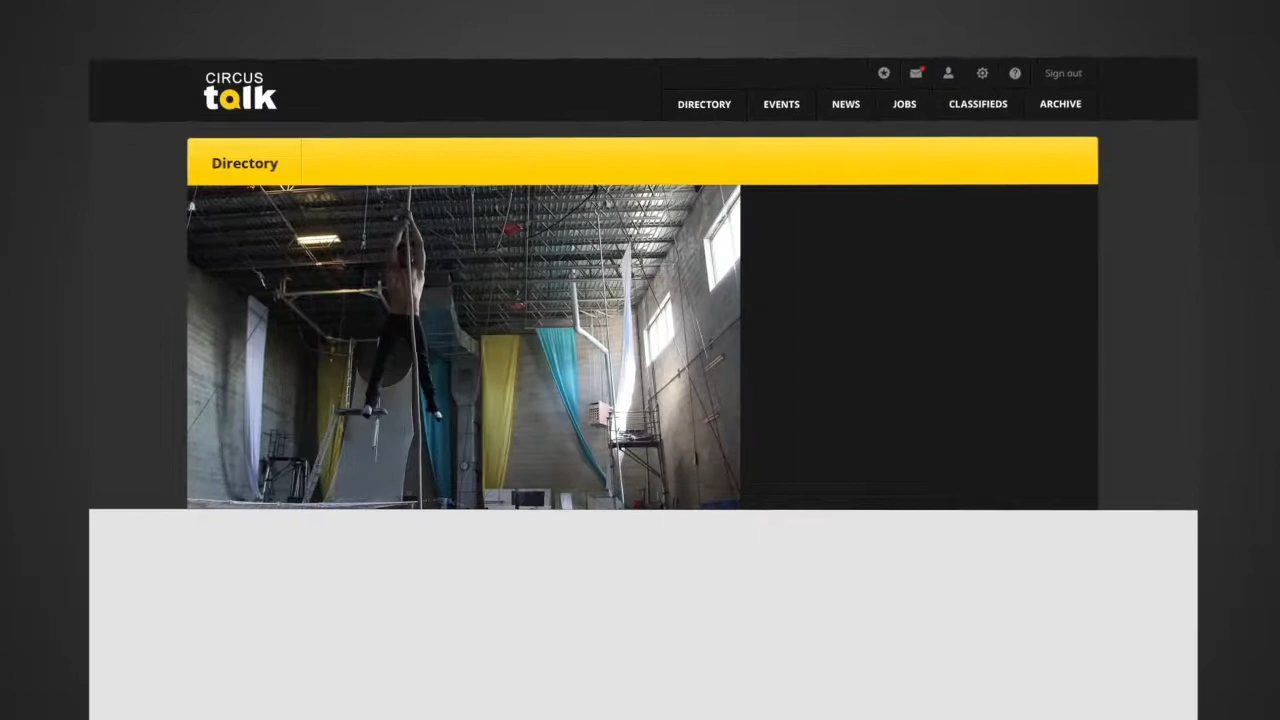 CIRCUS
talk
Sign out
DIRECTORY EVENTS NEWS JOBS CLASSIFIEDS ARCHIVE
Directory